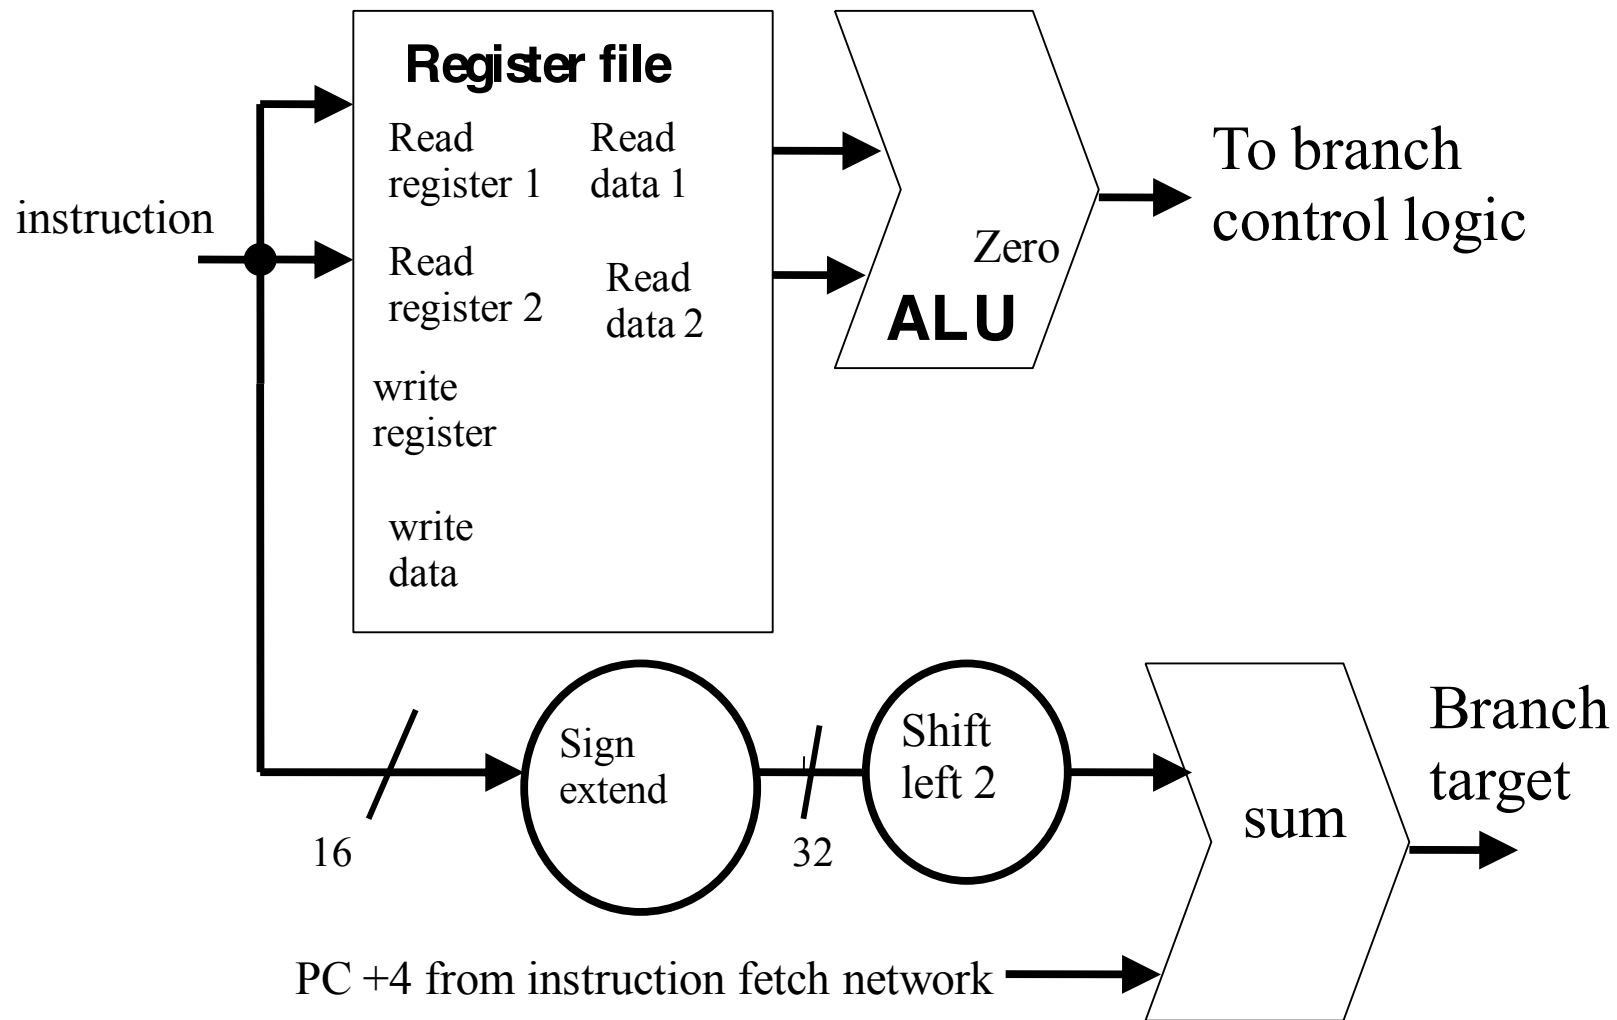 Register file
Read
register 1
Read
data 1
To branch
control logic
instruction
Read
register 2
Read
data 2
Zero
ALU
write
register
write
data
Sign
extend
Shift
left 2
Branch
target
sum
16
32
PC +4 from instruction fetch network